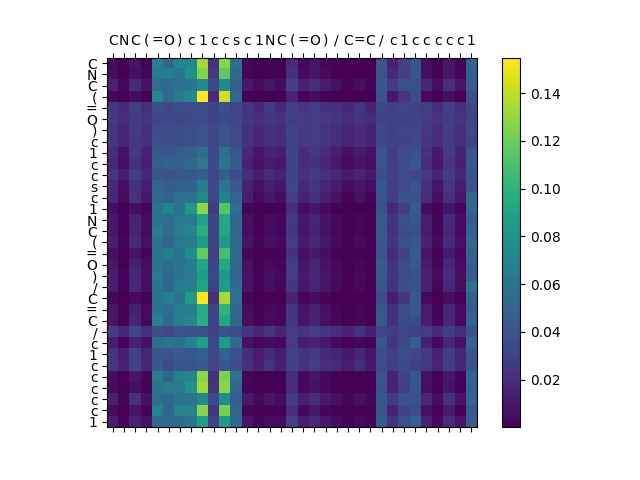 CNC(=O)c1ccsc1NC(=O)/C=C/c1ccccc1
C
N
C
(
=
O
)
c
1
c
c
s
c
1
N
C
(
=
O
)
/
C
=
C
/
c
1
c
c
c
c
c
1
0.14
0.12
0.10
0.08
0.06
0.04
0.02